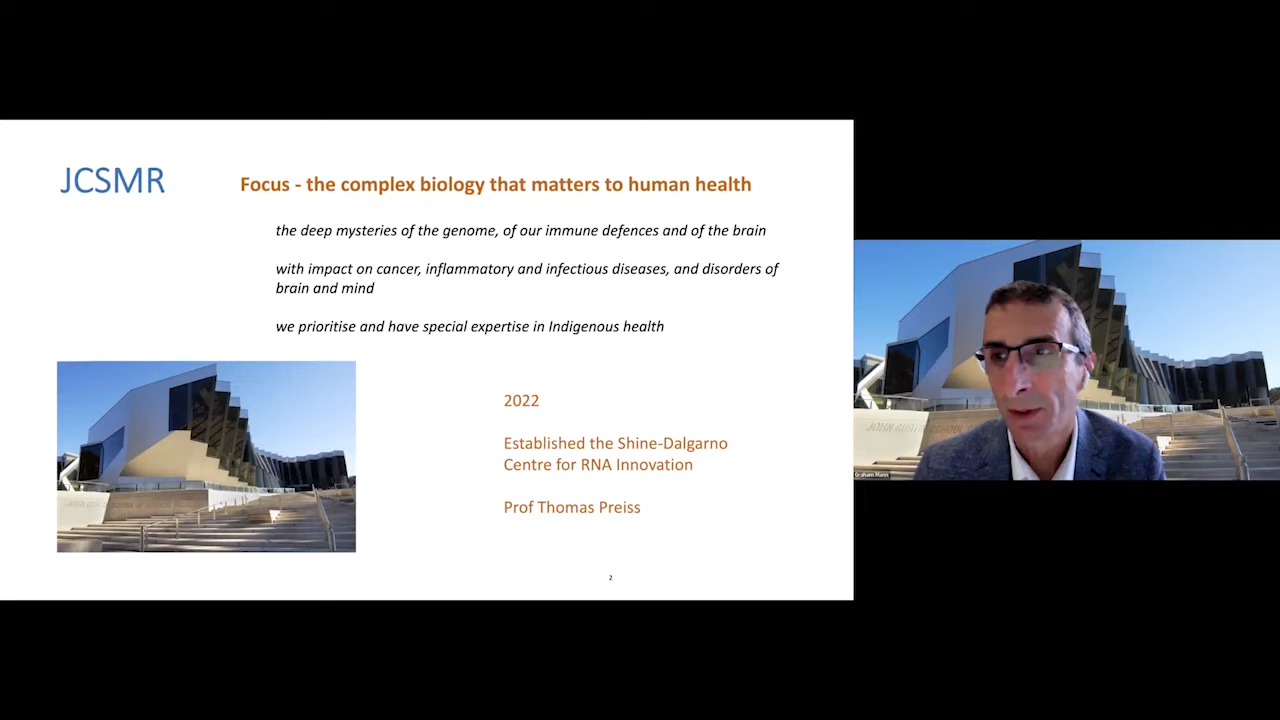 JCSMR
Focus - the complex biology that matters to human health
the deep mysteries of the genome, of our immune defences and of the brain
with impact on cancer, inflammatory and infectious diseases, and disorders of
brain and mind
we prioritise and have special expertise in Indigenous health
2022
Established the Shine-Dalgarno
Centre for RNA Innovation
Prof Thomas Preiss
2
Graham Mann